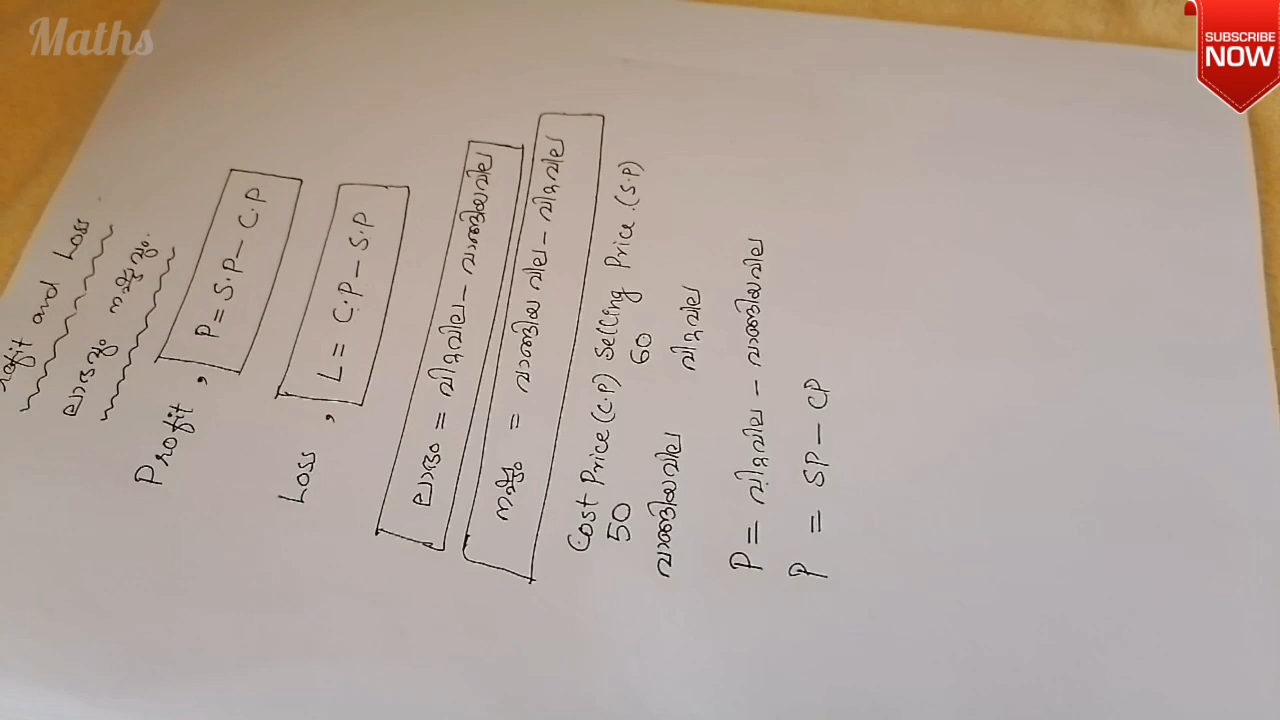 Maths
SUBSCRIBE
NOW
and Loss.
ലാഭവും നഷ്ടവും.
Profit, P = S.P - C.P
Loss, L = C.P - S.P
ലാഭം = വിറ്റവില - വാങ്ങിയവില
നഷ്ടം = വാങ്ങിയ വില - വിറ്റവില
Cost Price (C.P) Selling Price. (S.P)
50 60
വാങ്ങിയവില വിറ്റവില
P = വിറ്റവില - വാങ്ങിയവില
P = SP - CP